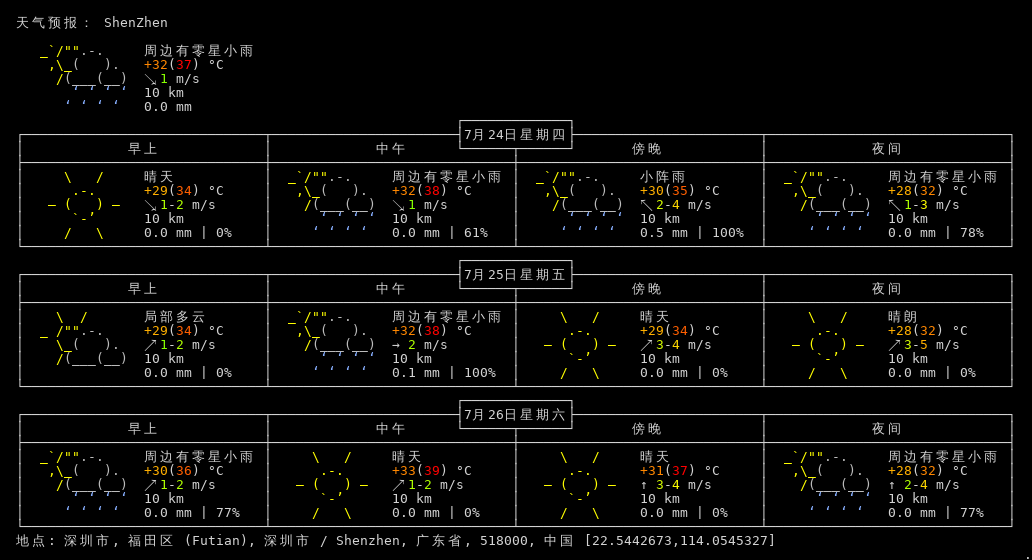 天气预报： ShenZhen
周边有零星小雨
+32(37) °C
↘1 m/s
10 km
0.0 mm
7月24日星期四
早上 中午 傍晚 夜间
晴天 周边有零星小雨 小阵雨 周边有零星小雨
+29(34) °C +32(38) °C +30(35) °C +28(32) °C
↘1-2 m/s ↘1 m/s ↖2-4 m/s ↖1-3 m/s
10 km 10 km 10 km 10 km
0.0 mm | 0% 0.0 mm | 61% 0.5 mm | 100% 0.0 mm | 78%
7月25日星期五
早上 中午 傍晚 夜间
局部多云 周边有零星小雨 晴天 晴朗
+29(34) °C +32(38) °C +29(34) °C +28(32) °C
↗1-2 m/s → 2 m/s ↗3-4 m/s ↗3-5 m/s
10 km 10 km 10 km 10 km
0.0 mm | 0% 0.1 mm | 100% 0.0 mm | 0% 0.0 mm | 0%
7月26日星期六
早上 中午 傍晚 夜间
周边有零星小雨 晴天 晴天 周边有零星小雨
+30(36) °C +33(39) °C +31(37) °C +28(32) °C
↗1-2 m/s ↗1-2 m/s ↑ 3-4 m/s ↑ 2-4 m/s
10 km 10 km 10 km 10 km
0.0 mm | 77% 0.0 mm | 0% 0.0 mm | 0% 0.0 mm | 77%
地点: 深圳市, 福田区 (Futian), 深圳市 / Shenzhen, 广东省, 518000, 中国 [22.5442673,114.0545327]